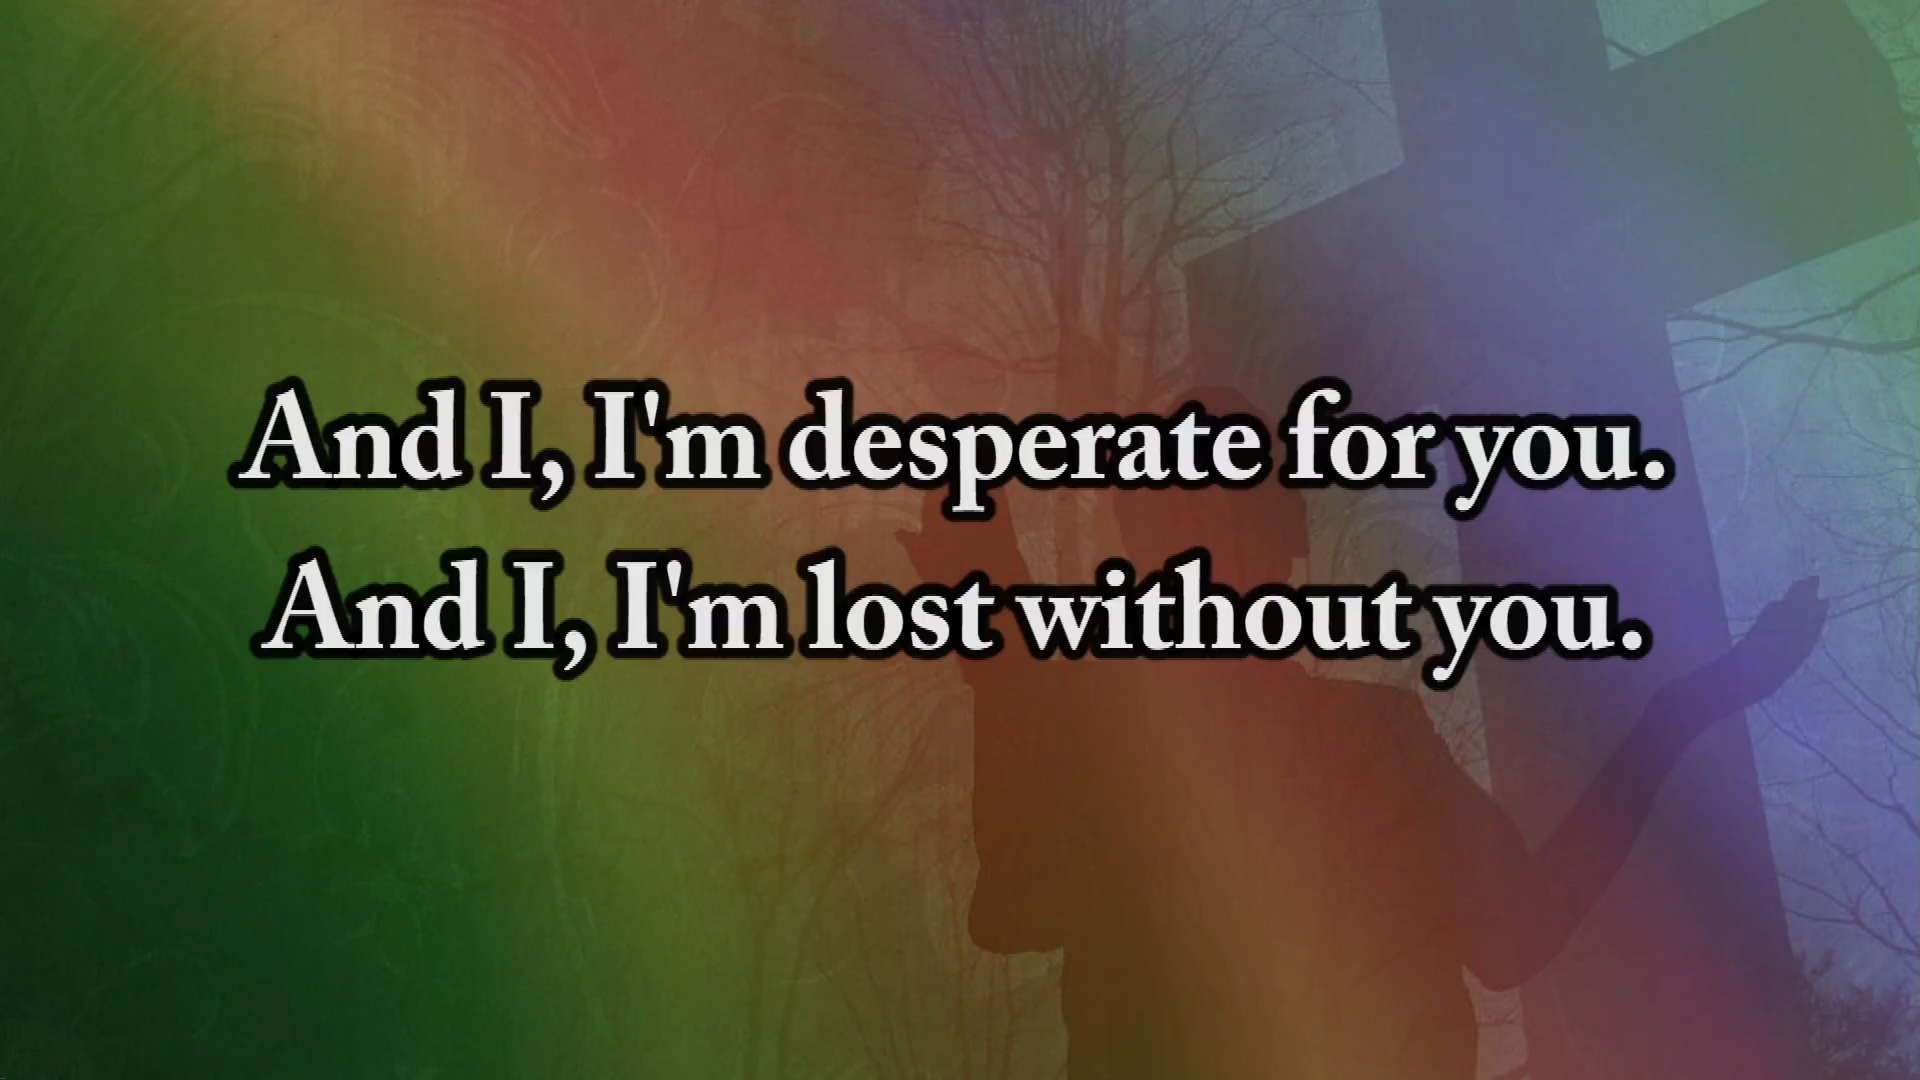 And I, I'm desperate for you.
And I, I'm lost without you.